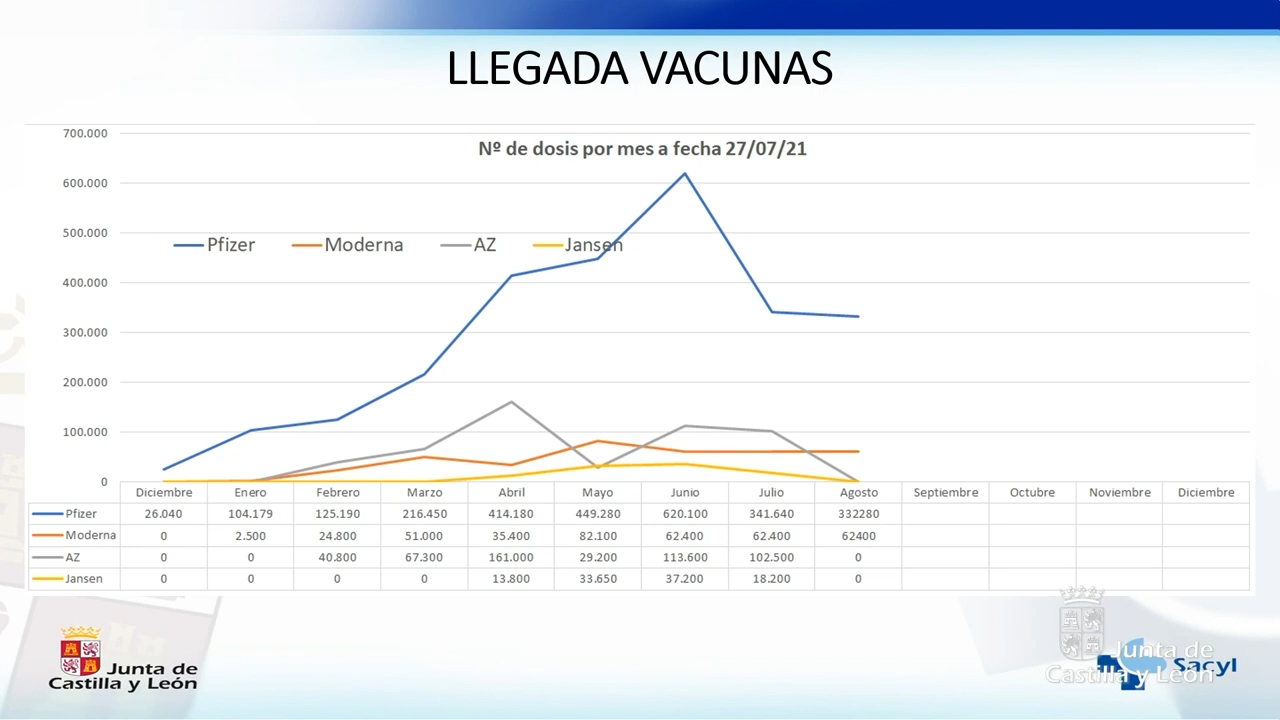 LLEGADA VACUNAS
Nº de dosis por mes a fecha 27/07/21
700.000
600.000
500.000
400.000
300.000
200.000
100.000
0
Pfizer Moderna AZ Jansen
Diciembre Enero Febrero Marzo Abril Mayo Junio Julio Agosto Septiembre Octubre Noviembre Diciembre
Pfizer 26.040 104.179 125.190 216.450 414.180 449.280 620.100 341.640 332280
Moderna 0 2.500 24.800 51.000 35.400 82.100 62.400 62.400 62400
AZ 0 0 40.800 67.300 161.000 29.200 113.600 102.500 0
Jansen 0 0 0 0 13.800 33.650 37.200 18.200 0
Junta de
Castilla y León
Junta de
Castilla y León
Sacyl